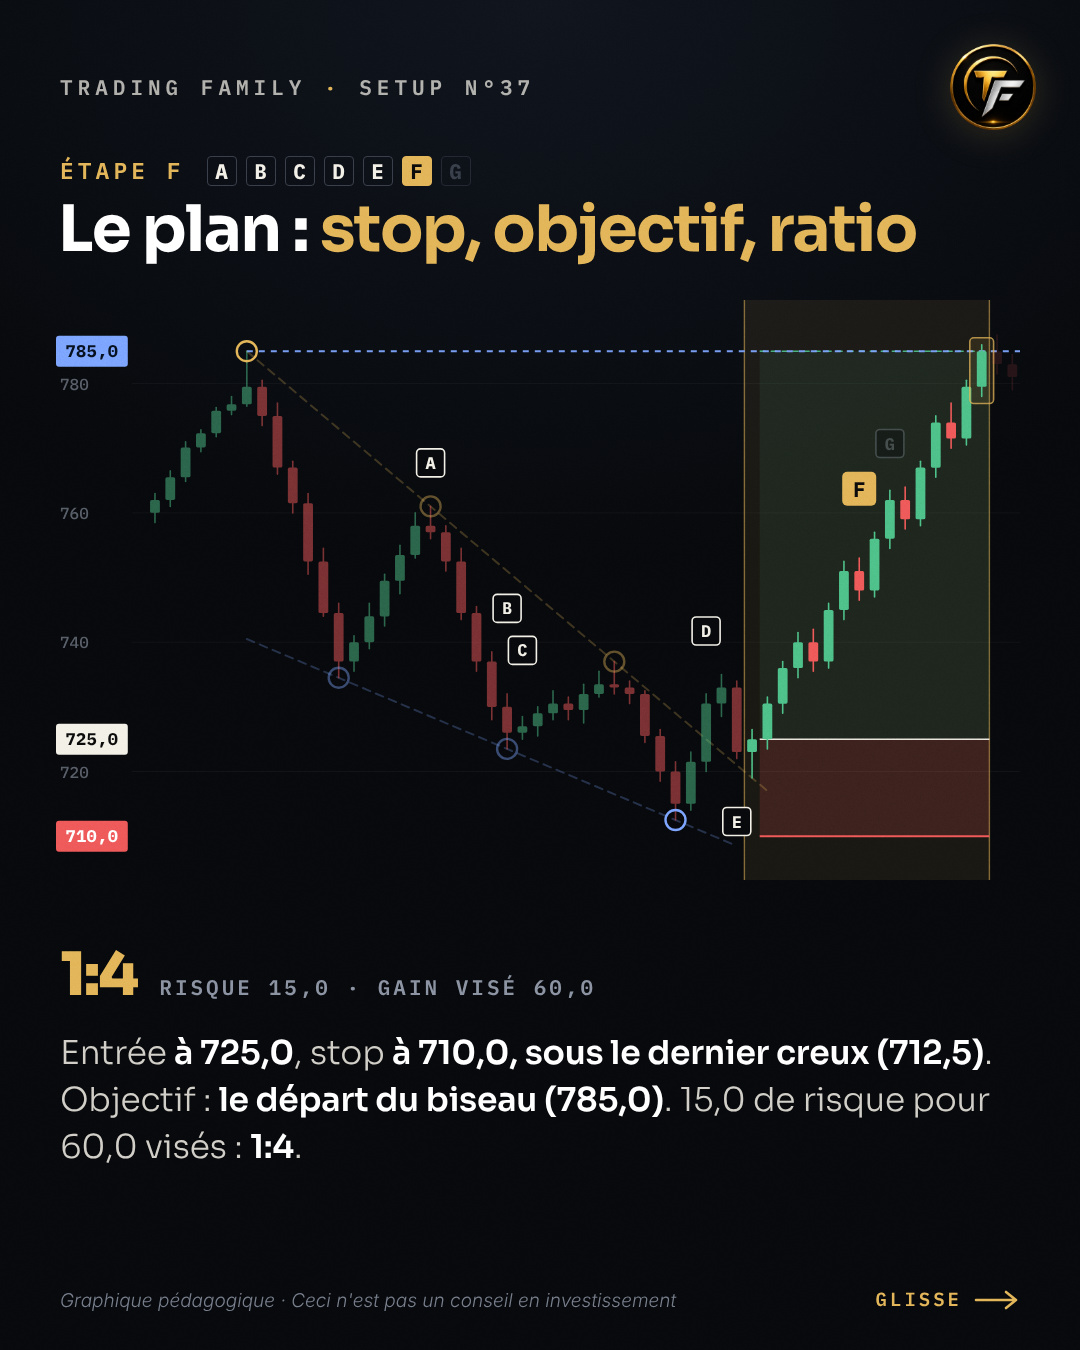 TRADING FAMILY · SETUP N°37
TF
ÉTAPE F A B C D E F G
Le plan : stop, objectif, ratio
785,0
780
A
G
F
760
B
D
740
C
725,0
720
E
710,0
1:4 RISQUE 15,0 · GAIN VISÉ 60,0
Entrée à 725,0, stop à 710,0, sous le dernier creux (712,5).
Objectif : le départ du biseau (785,0). 15,0 de risque pour
60,0 visés : 1:4.
Graphique pédagogique · Ceci n'est pas un conseil en investissement
GLISSE →